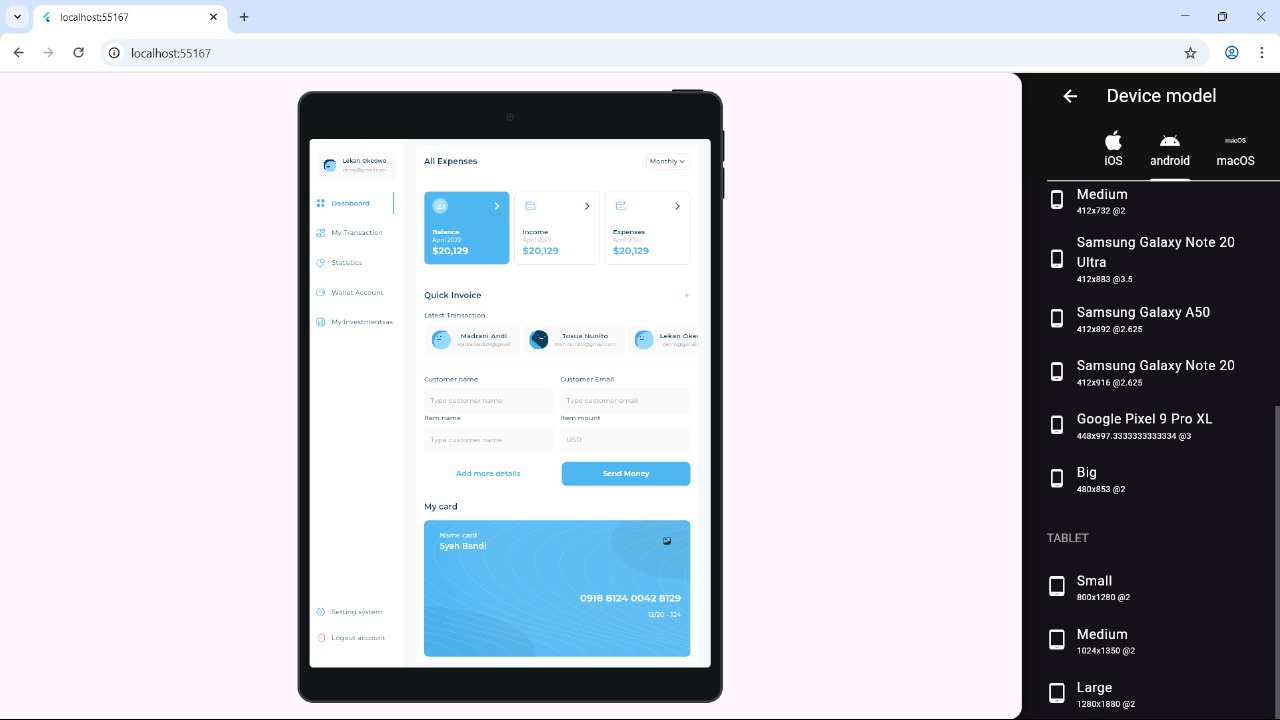 localhost:55167
localhost:55167
Lekan Okeowo
demo@gmail.com
Dashboard
My Transaction
Statistics
Wallet Account
My Investmentsas
Setting system
Logout account
All Expenses
Monthly
Balance
April 2022
$20,129
Income
April 2022
$20,129
Expenses
April 2022
$20,129
Quick Invoice
+
Latest Transaction
Madrani Andi
Josua Nunito
Lekan Okeo
demo@gmail.
Customer name
Customer Email
Type customer name
Type customer email
Item name
Item mount
Type customer name
USD
Add more details
Send Money
My card
Name card
Syah Bandi
0918 8124 0042 8129
12/20 - 124
Device model
iOS
android
macOS
macOS
Medium
412x732 @2
Samsung Galaxy Note 20
Ultra
412x883 @3.5
Samsung Galaxy A50
412x892 @2.625
Samsung Galaxy Note 20
412x916 @2.625
Google Pixel 9 Pro XL
448x997.3333333333334 @3
Big
480x853 @2
TABLET
Small
800x1280 @2
Medium
1024x1350 @2
Large
1280x1880 @2